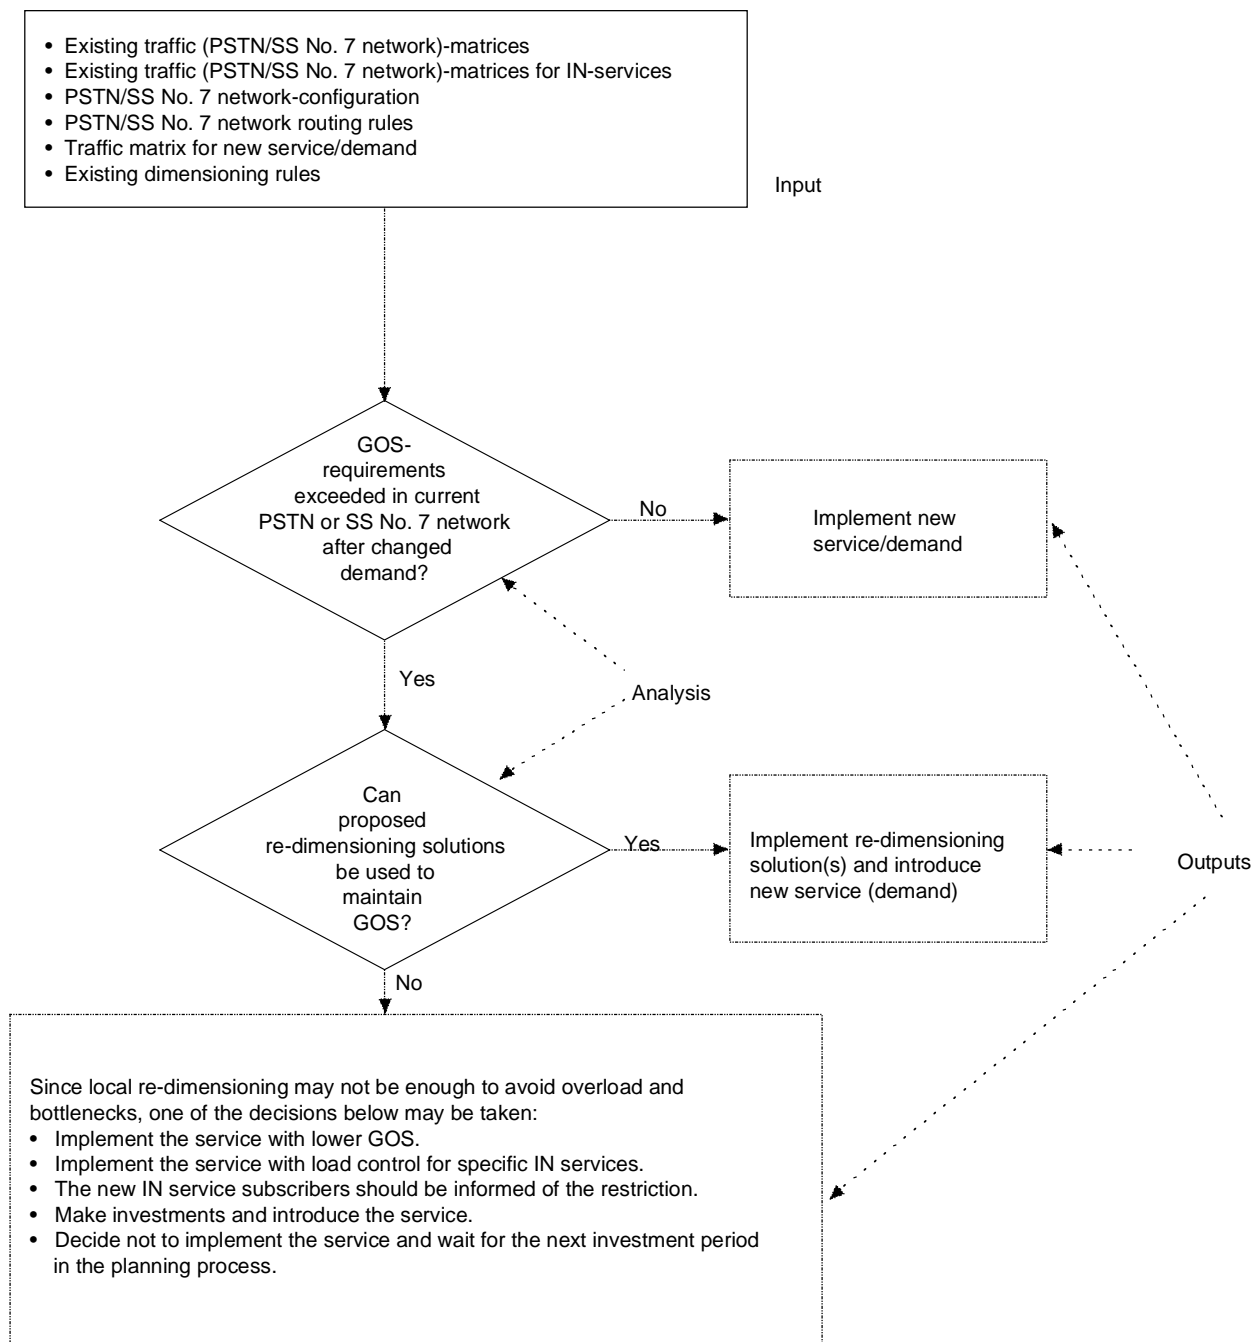 • Existing traffic (PSTN/SS No. 7 network)-matrices
• Existing traffic (PSTN/SS No. 7 network)-matrices for IN-services
• PSTN/SS No. 7 network-configuration
• PSTN/SS No. 7 network routing rules
• Traffic matrix for new service/demand
• Existing dimensioning rules
Input
GOS-
requirements
exceeded in current
PSTN or SS No. 7 network
after changed
demand?
No
Implement new
service/demand
Yes
Analysis
Can
proposed
re-dimensioning solutions
be used to
maintain
GOS?
Yes
Implement re-dimensioning
solution(s) and introduce
new service (demand)
Outputs
No
Since local re-dimensioning may not be enough to avoid overload and
bottlenecks, one of the decisions below may be taken:
• Implement the service with lower GOS.
• Implement the service with load control for specific IN services.
• The new IN service subscribers should be informed of the restriction.
• Make investments and introduce the service.
• Decide not to implement the service and wait for the next investment period
in the planning process.